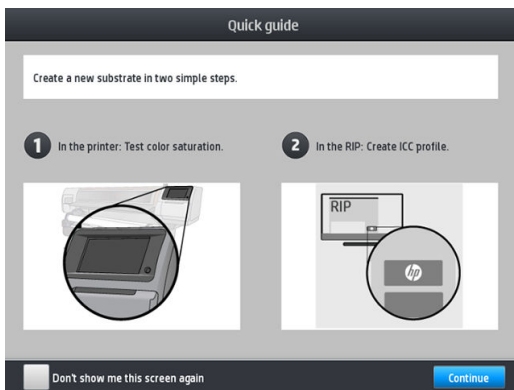 Quick guide
Create a new substrate in two simple steps.
1 In the printer: Test color saturation.
2 In the RIP: Create ICC profile.
RIP
hp
Don't show me this screen again
Continue